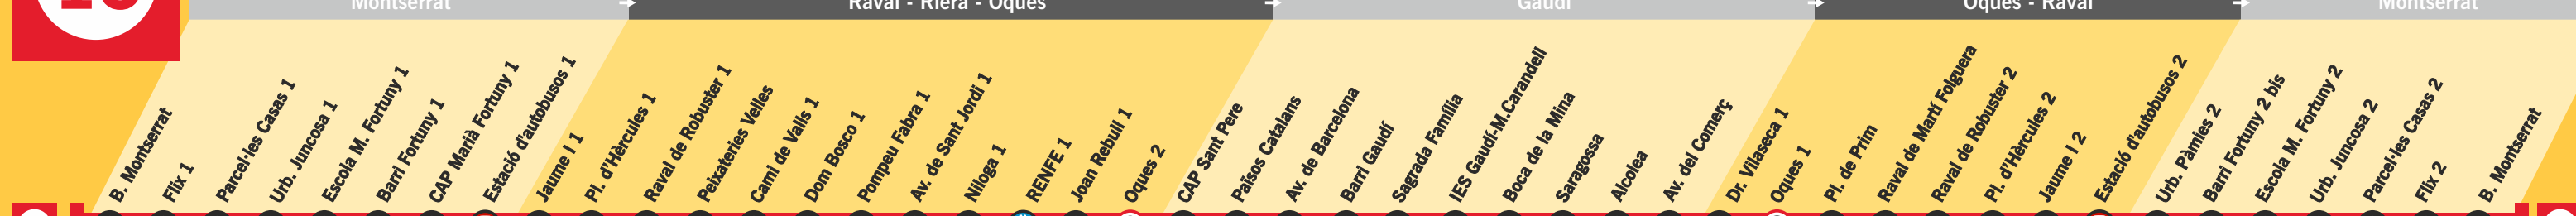 Montserrat
Raval - Riera - Oques
Gaudí
Oques - Raval
Montserrat
B. Montserrat
Flix 1
Parcel·les Casas 1
Urb. Juncosa 1
Escola M. Fortuny 1
Barri Fortuny 1
CAP Marià Fortuny 1
Estació d'autobusos 1
Jaume I 1
Pl. d'Hèrcules 1
Raval de Robuster 1
Peixateries Velles
Camí de Valls 1
Dom Bosco 1
Pompeu Fabra 1
Av. de Sant Jordi 1
Niloga 1
RENFE 1
Joan Rebull 1
Oques 2
CAP Sant Pere
Països Catalans
Av. de Barcelona
Barri Gaudí
Sagrada Família
IES Gaudí-M.Carandell
Boca de la Mina
Saragossa
Alcolea
Av. del Comerç
Dr. Vilaseca 1
Oques 1
Pl. de Prim
Raval de Martí Folguera
Raval de Robuster 2
Pl. d'Hèrcules 2
Jaume I 2
Estació d'autobusos 2
Urb. Pàmies 2
Barri Fortuny 2 bis
Escola M. Fortuny 2
Urb. Juncosa 2
Parcel·les Casas 2
Flix 2
B. Montserrat